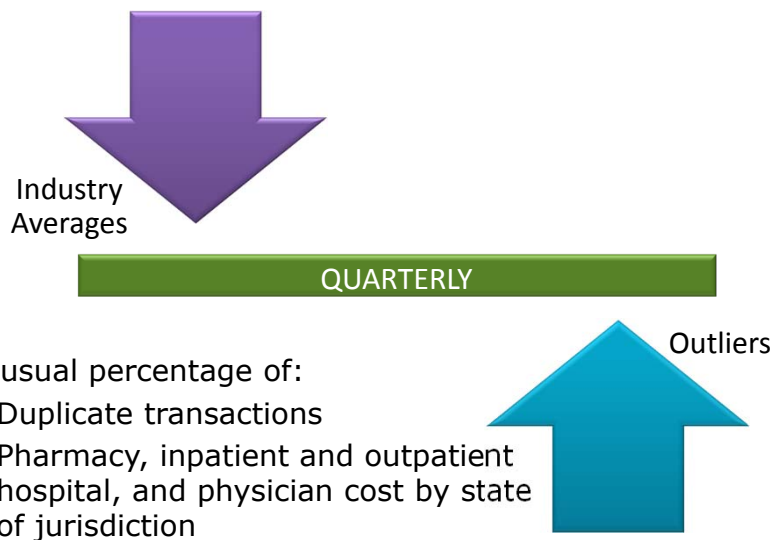 Industry
Averages
QUARTERLY
Outliers
usual percentage of:
Duplicate transactions
Pharmacy, inpatient and outpatient
hospital, and physician cost by state
of jurisdiction